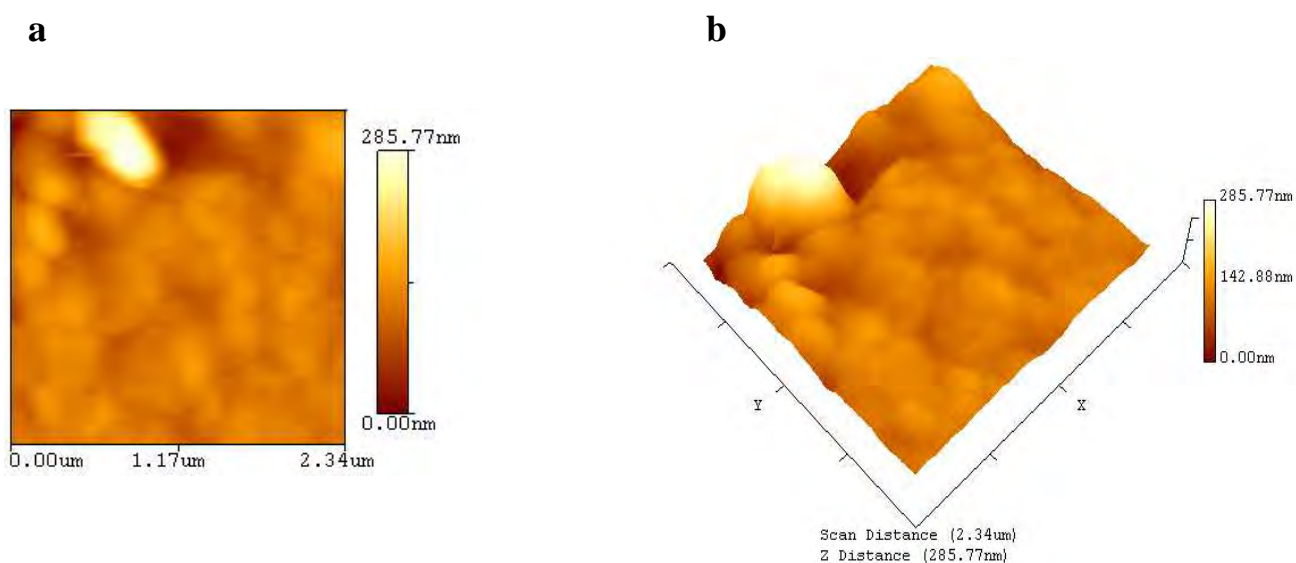 a
b
285.77nm
0.00nm
0.00um 1.17um 2.34um
285.77nm
142.88nm
0.00nm
Y
X
Scan Distance (2.34um)
Z Distance (285.77nm)